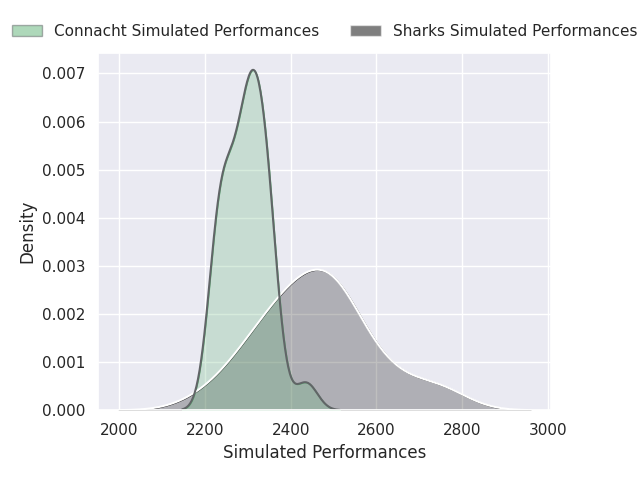 Connacht Simulated Performances Sharks Simulated Performances
0.007
0.006
0.005
0.004
0.003
0.002
0.001
0.000
Density
2000 2200 2400 2600 2800 3000
Simulated Performances